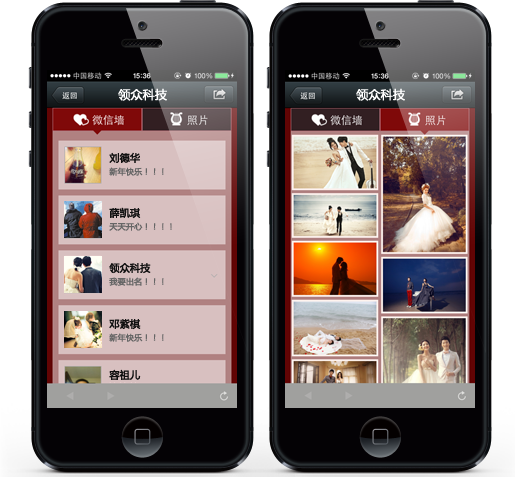 中国移动 15:36 100%
返回 领众科技
微信墙 照片
刘德华
新年快乐！！！
薛凯琪
天天开心！！！！
领众科技
我要出名！！！
邓紫棋
新年快乐！！！
容祖儿
中国移动 15:36 100%
返回 领众科技
微信墙 照片